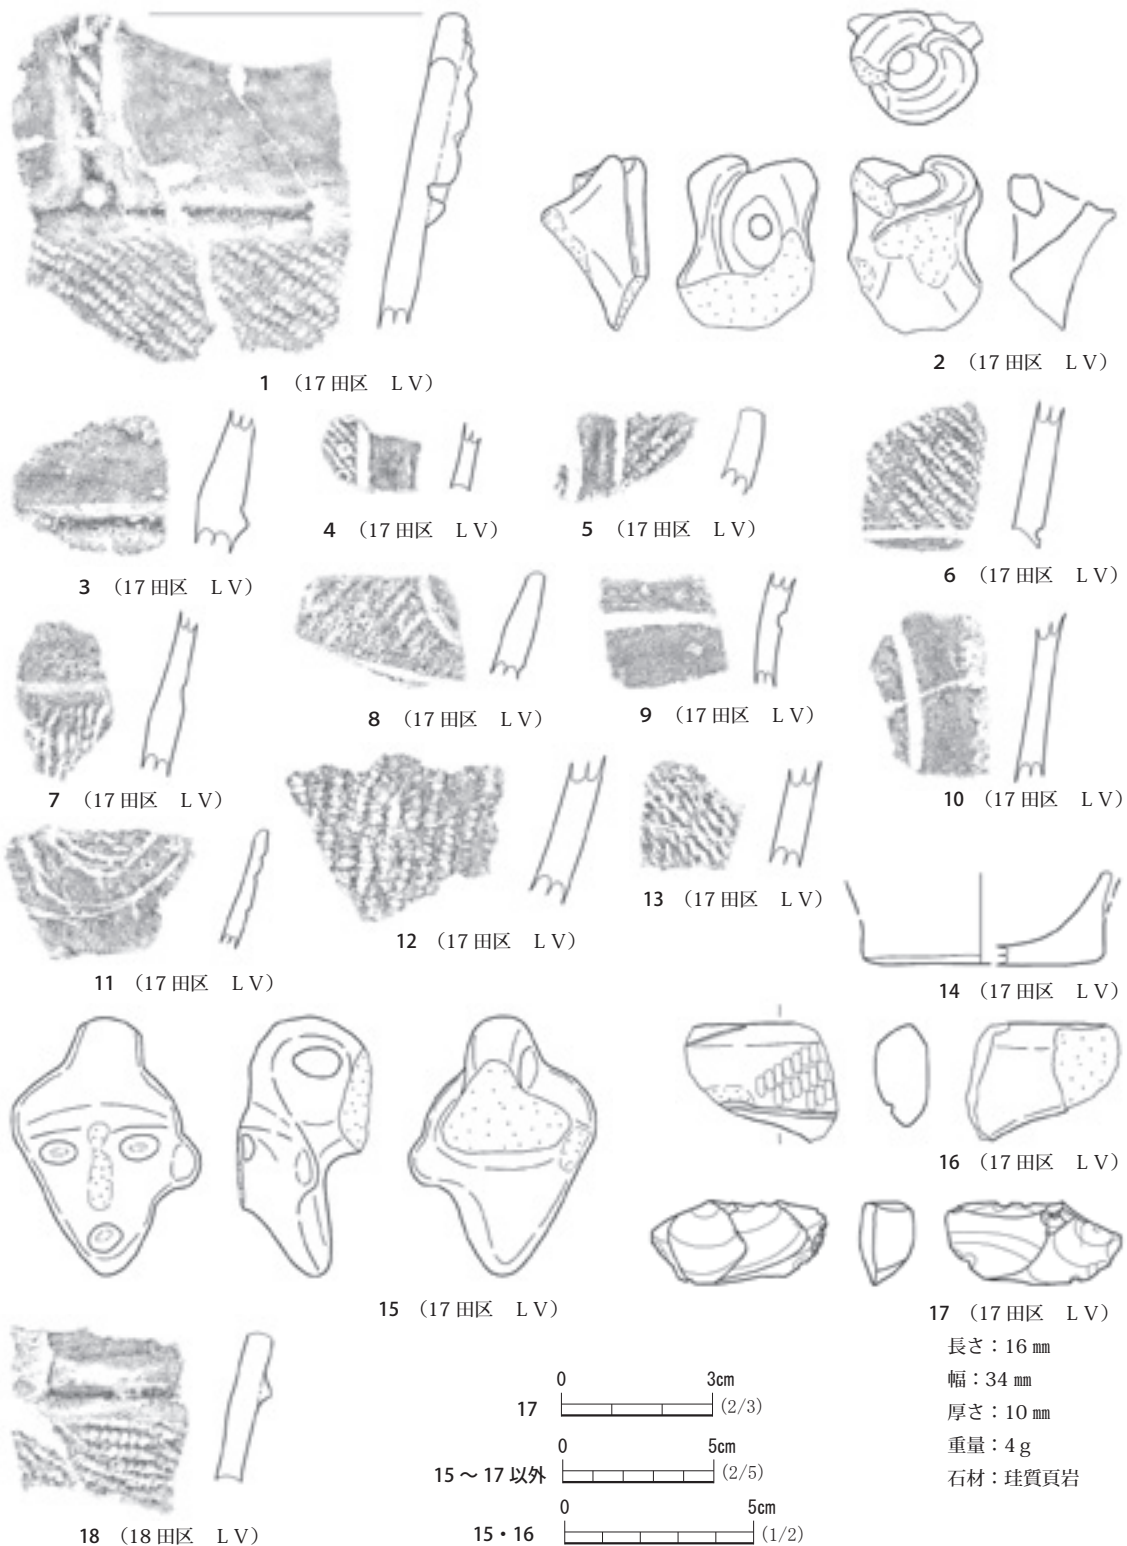 1 （17 田区　L V）
2 （17 田区　L V）
3 （17 田区　L V）
4 （17 田区　L V）
5 （17 田区　L V）
6 （17 田区　L V）
7 （17 田区　L V）
8 （17 田区　L V）
9 （17 田区　L V）
10 （17 田区　L V）
11 （17 田区　L V）
12 （17 田区　L V）
13 （17 田区　L V）
14 （17 田区　L V）
15 （17 田区　L V）
16 （17 田区　L V）
17 （17 田区　L V）
長さ：16 ㎜
幅：34 ㎜
厚さ：10 ㎜
重量：4 g
石材：珪質頁岩
18 （18 田区　L V）
0 3cm
17 (2/3)
0 5cm
15 ～ 17 以外 (2/5)
0 5cm
15・16 (1/2)